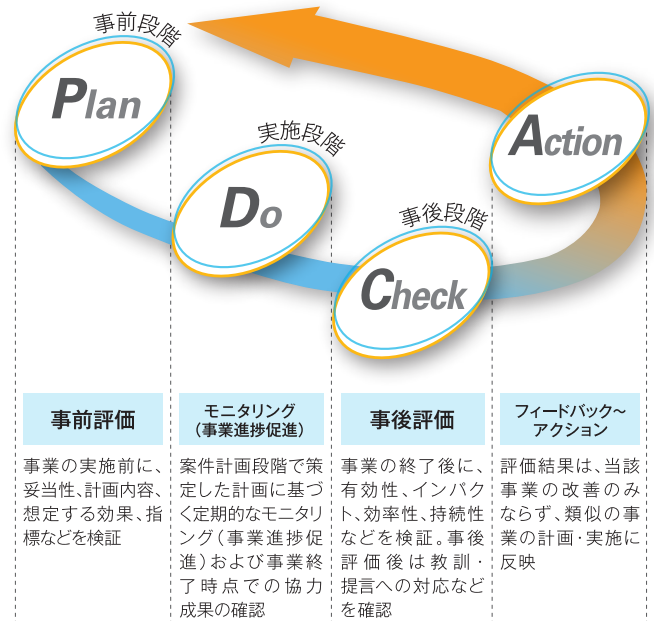 事前段階
Plan
実施段階
Do
事後段階
Check
Action
事前評価
事業の実施前に、
妥当性、計画内容、
想定する効果、指
標などを検証
モニタリング
（事業進捗促進）
案件計画段階で策
定した計画に基づ
く定期的なモニタリ
ング（事業進捗促
進）および事業終
了時点での協力
成果の確認
事後評価
事業の終了後に、
有効性、インパク
ト、効率性、持続性
などを検証。事後
評価後は教訓・
提言への対応など
を確認
フィードバック～
アクション
評価結果は、当該
事業の改善のみ
ならず、類似の事
業の計画・実施に
反映